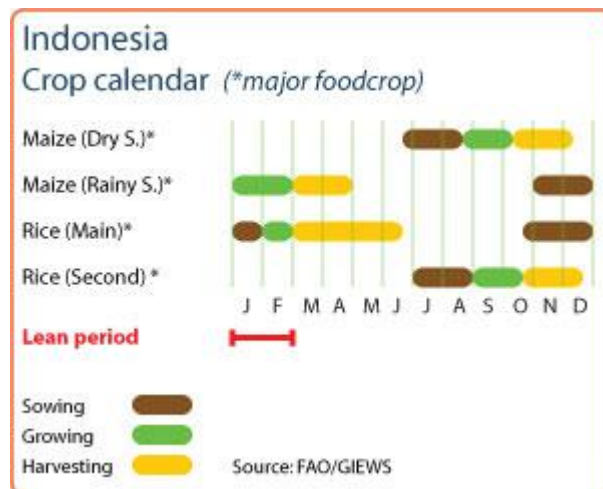 Indonesia
Crop calendar (*major foodcrop)
Maize (Dry S.)*
Maize (Rainy S.)*
Rice (Main)*
Rice (Second) *
J F M A M J J A S O N D
Lean period
Sowing
Growing
Harvesting Source: FAO/GIEWS